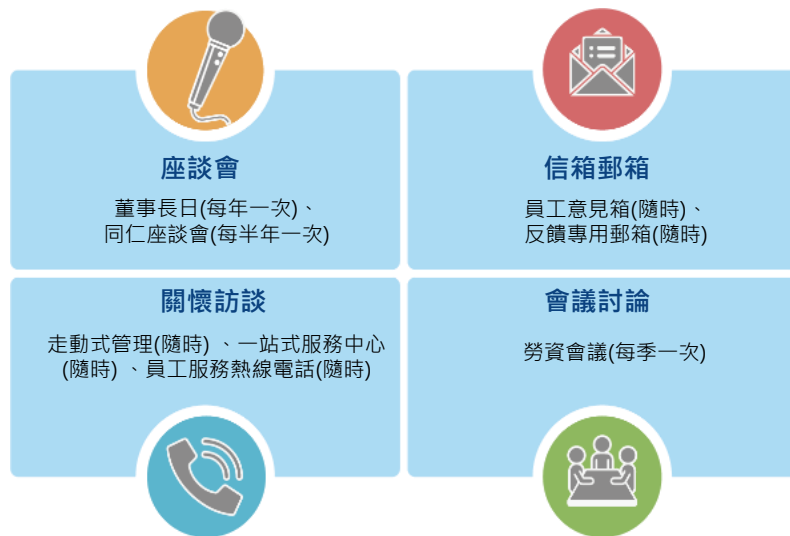 座談會
董事長日(每年一次)、
同仁座談會(每半年一次)
信箱郵箱
員工意見箱(隨時)、
反饋專用郵箱(隨時)
關懷訪談
走動式管理(隨時) 、一站式服務中心
(隨時) 、員工服務熱線電話(隨時)
會議討論
勞資會議(每季一次)